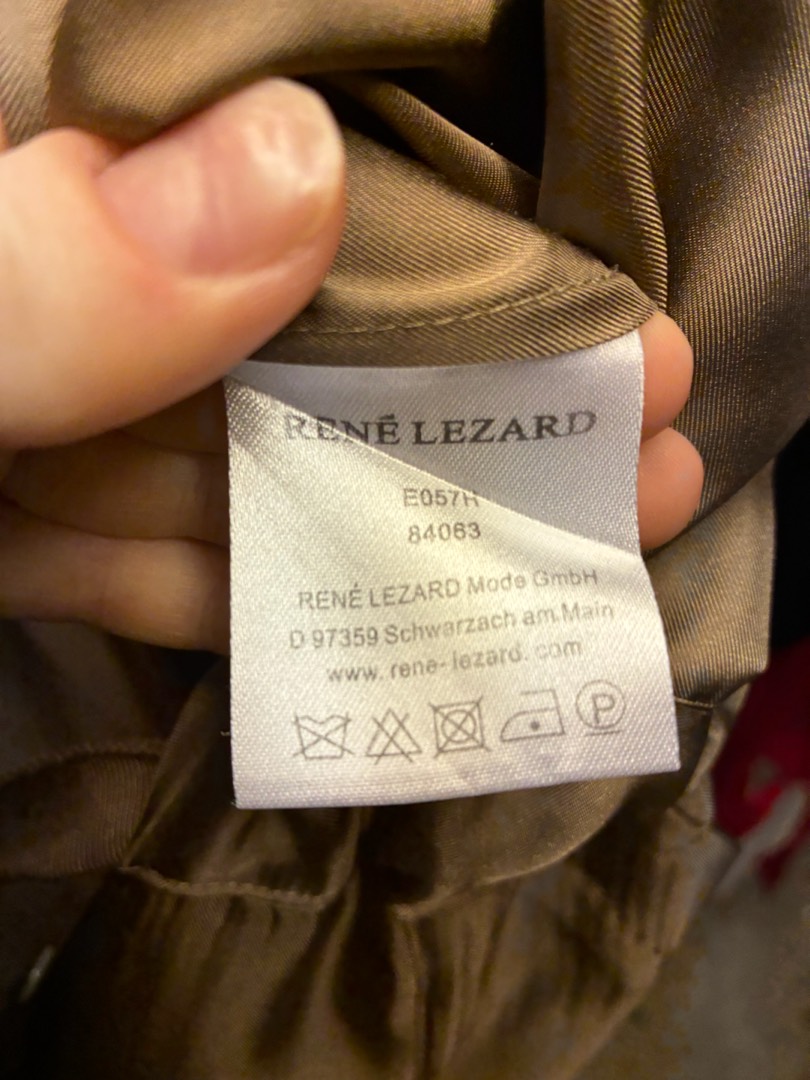 RENÉ LEZARD
E057H
84063
RENÉ LEZARD Mode GmbH
D 97359 Schwarzach am.Main
www. rene-lezard. com
P